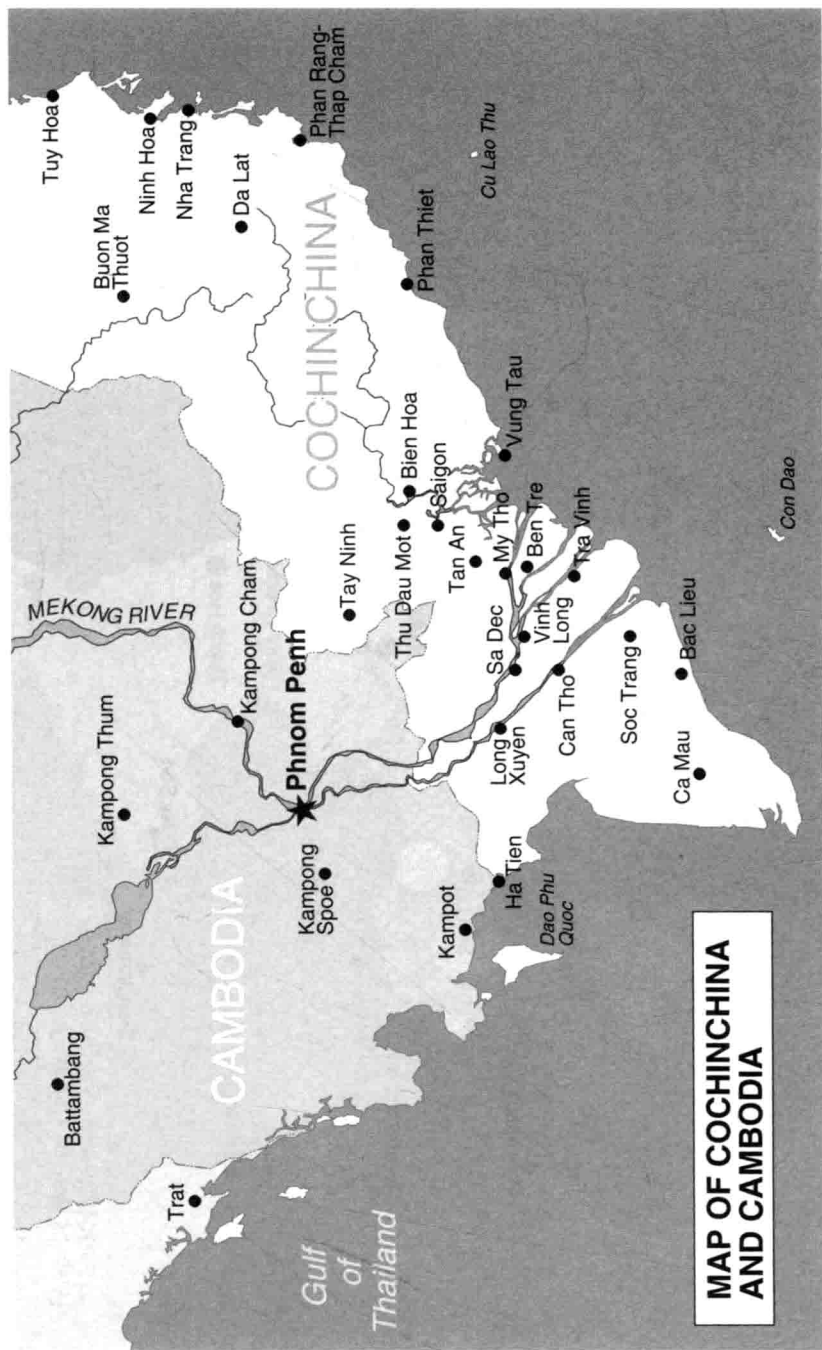 Tuy Hoa
Buon Ma
Thuot
Ninh Hoa
Nha Trang
Da Lat
Phan Rang-
Thap Cham
COCHINCHINA
Phan Thiet
Cu Lao Thu
MEKONG RIVER
Kampong Thum
Kampong Cham
Phnom Penh
Tay Ninh
Thu Dau Mot
Bien Hoa
Saigon
Tan An
My Tho
Vung Tau
Ben Tre
Sa Dec
Vinh
Long
Tra Vinh
Long
Xuyen
Can Tho
Soc Trang
Bac Lieu
Ca Mau
Con Dao
Battambang
CAMBODIA
Kampong
Spoe
Kampot
Ha Tien
Dao Phu
Quoc
Trat
Gulf
of
Thailand
MAP OF COCHINCHINA
AND CAMBODIA